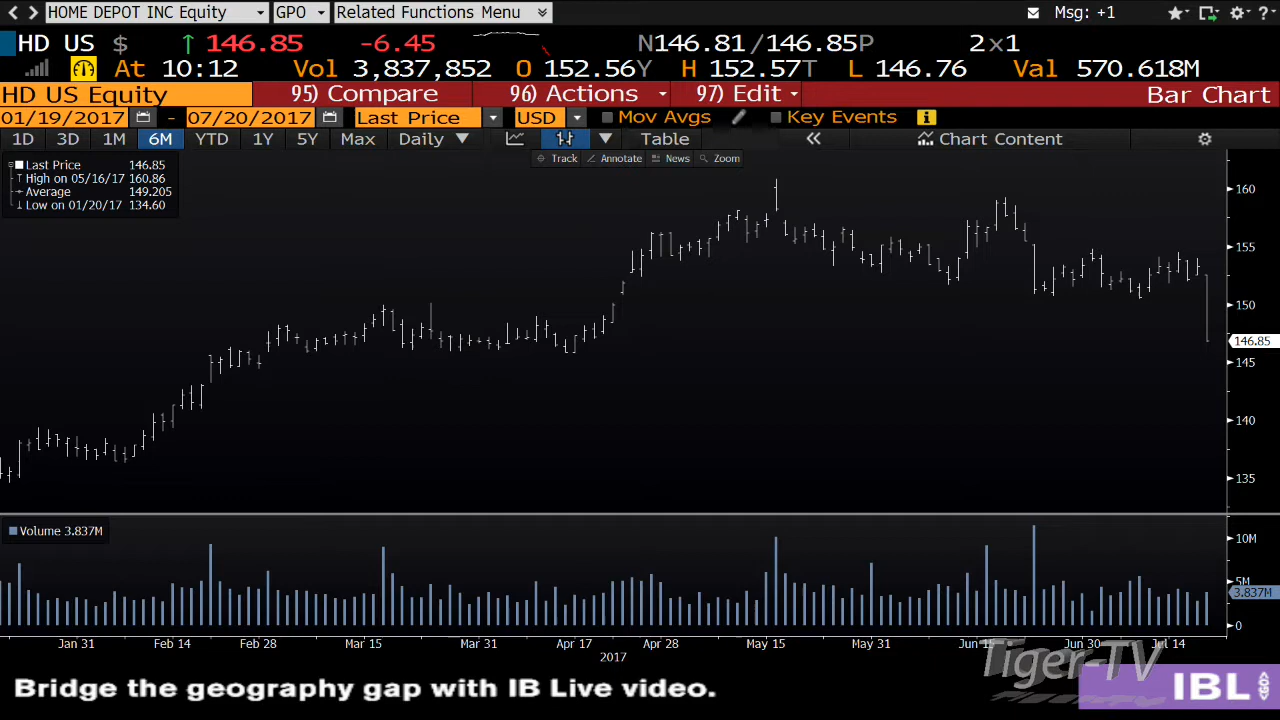 HOME DEPOT INC Equity GPO Related Functions Menu Msg: +1
HD US $ ↑ 146.85 -6.45 N146.81/146.85P 2x1
At 10:12 Vol 3,837,852 O 152.56Y H 152.57T L 146.76 Val 570.618M
HD US Equity 95) Compare 96) Actions 97) Edit Bar Chart
01/19/2017 - 07/20/2017 Last Price USD Mov Avgs Key Events
1D 3D 1M 6M YTD 1Y 5Y Max Daily Table Chart Content
Track Annotate News Zoom
Last Price 146.85
High on 05/16/17 160.86
Average 149.205
Low on 01/20/17 134.60
160
155
150
146.85
145
140
135
Volume 3.837M
10M
5M
3.837M
0
Jan 31 Feb 14 Feb 28 Mar 15 Mar 31 Apr 17 Apr 28 May 15 May 31 Jun 15 Jun 30 Jul 14
2017
Tiger-TV
Bridge the geography gap with IB Live video. IBL